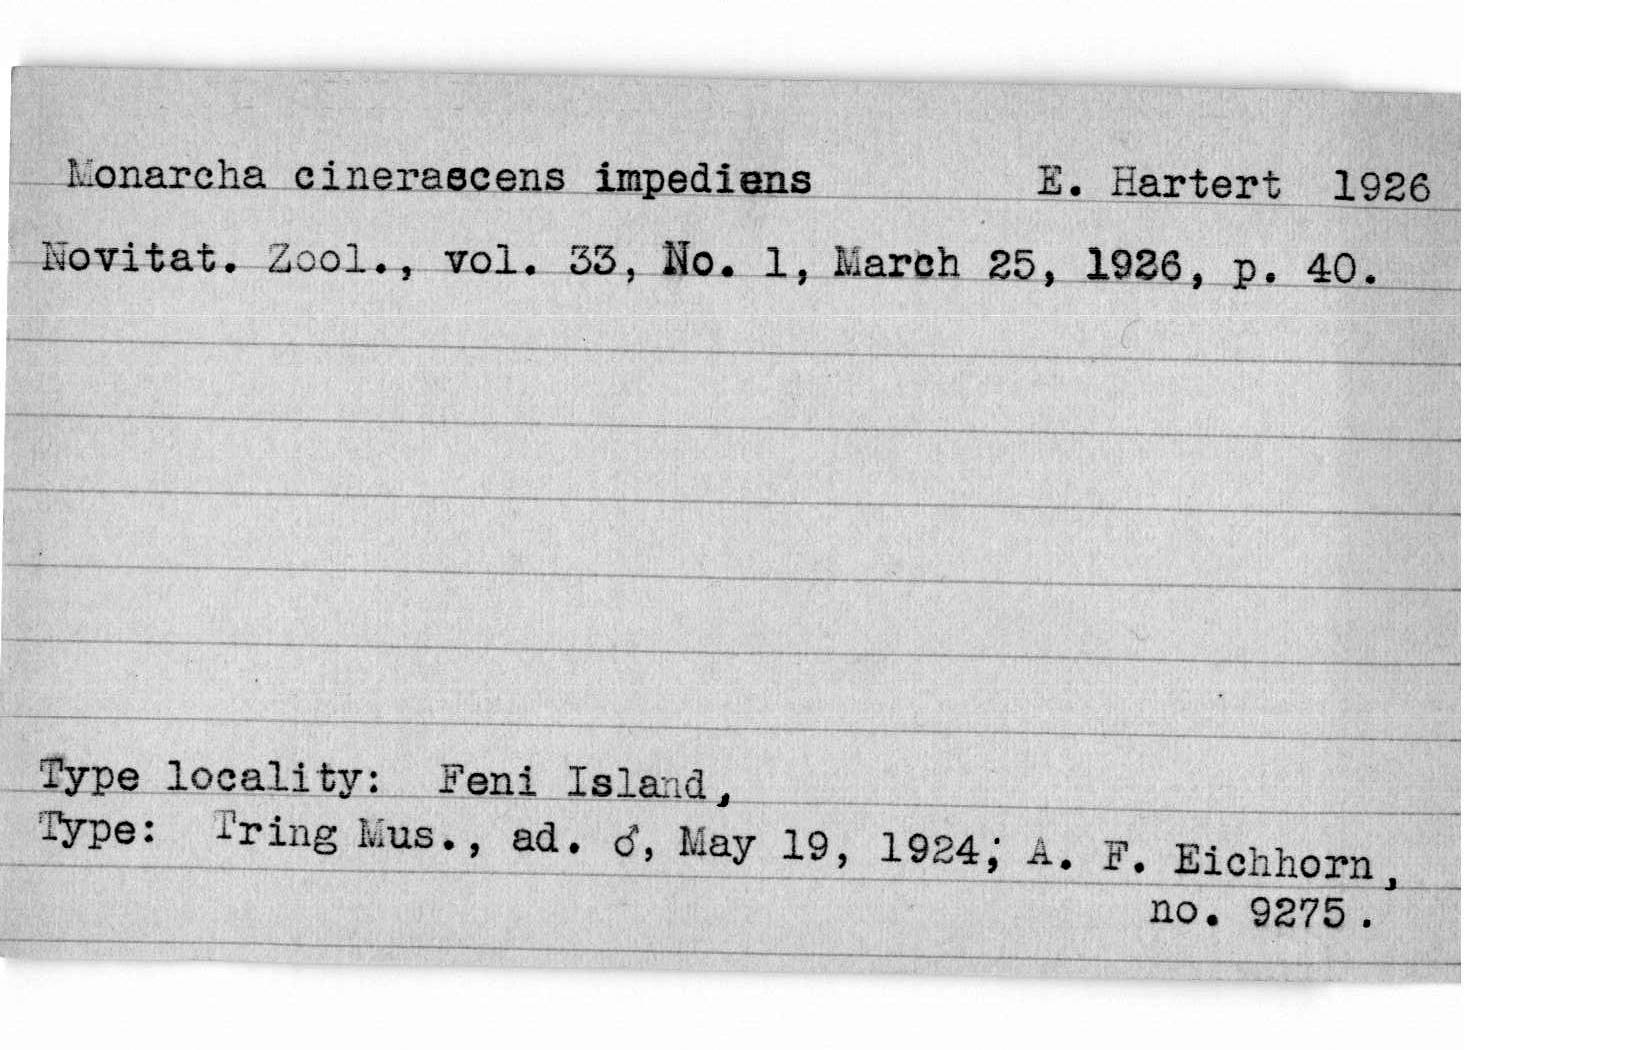 Monarcha cinerascens impediens E. Hartert 1926
Novitat. Zool., vol. 33, No. 1, March 25, 1926, p. 40.
Type locality: Feni Island,
Type: Tring Mus., ad. ♂, May 19, 1924; A. F. Eichhorn,
no. 9275.